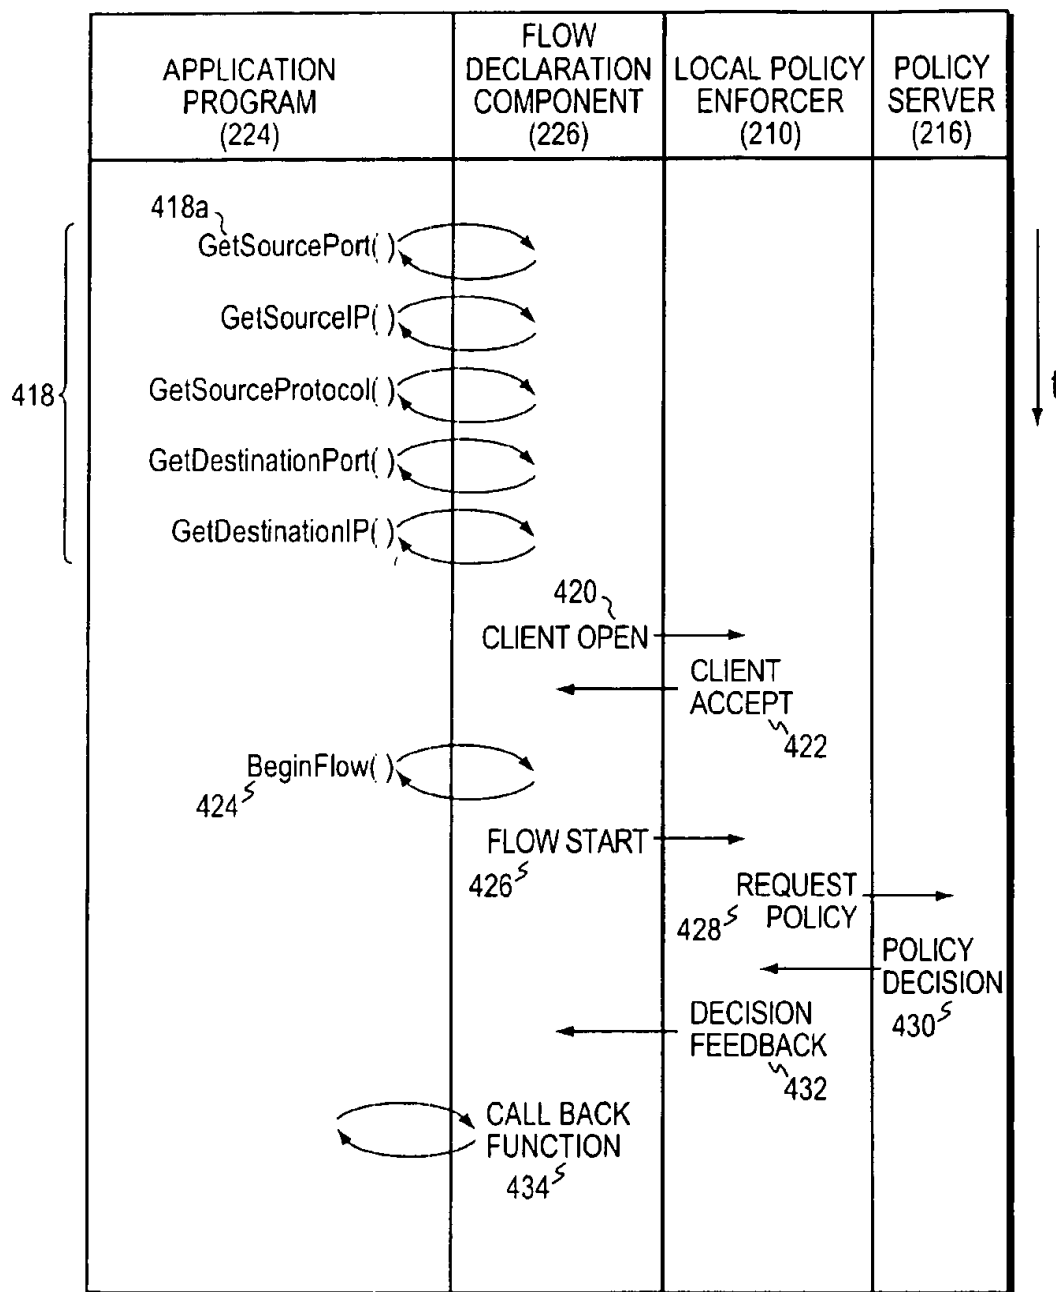 APPLICATION
PROGRAM
(224)
FLOW
DECLARATION
COMPONENT
(226)
LOCAL POLICY
ENFORCER
(210)
POLICY
SERVER
(216)
418a
GetSourcePort( )
GetSourceIP( )
418
GetSourceProtocol( )
t
GetDestinationPort( )
GetDestinationIP( )
420
CLIENT OPEN
CLIENT
ACCEPT
422
BeginFlow( )
424
FLOW START
426
REQUEST
POLICY
428
POLICY
DECISION
430
DECISION
FEEDBACK
432
CALL BACK
FUNCTION
434